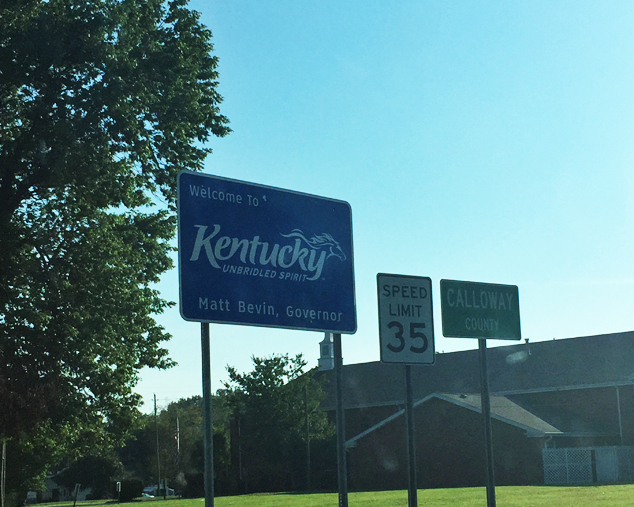 Welcome To
Kentucky
UNBRIDLED SPIRIT
Matt Bevin, Governor
SPEED
LIMIT
35
CALLOWAY
COUNTY